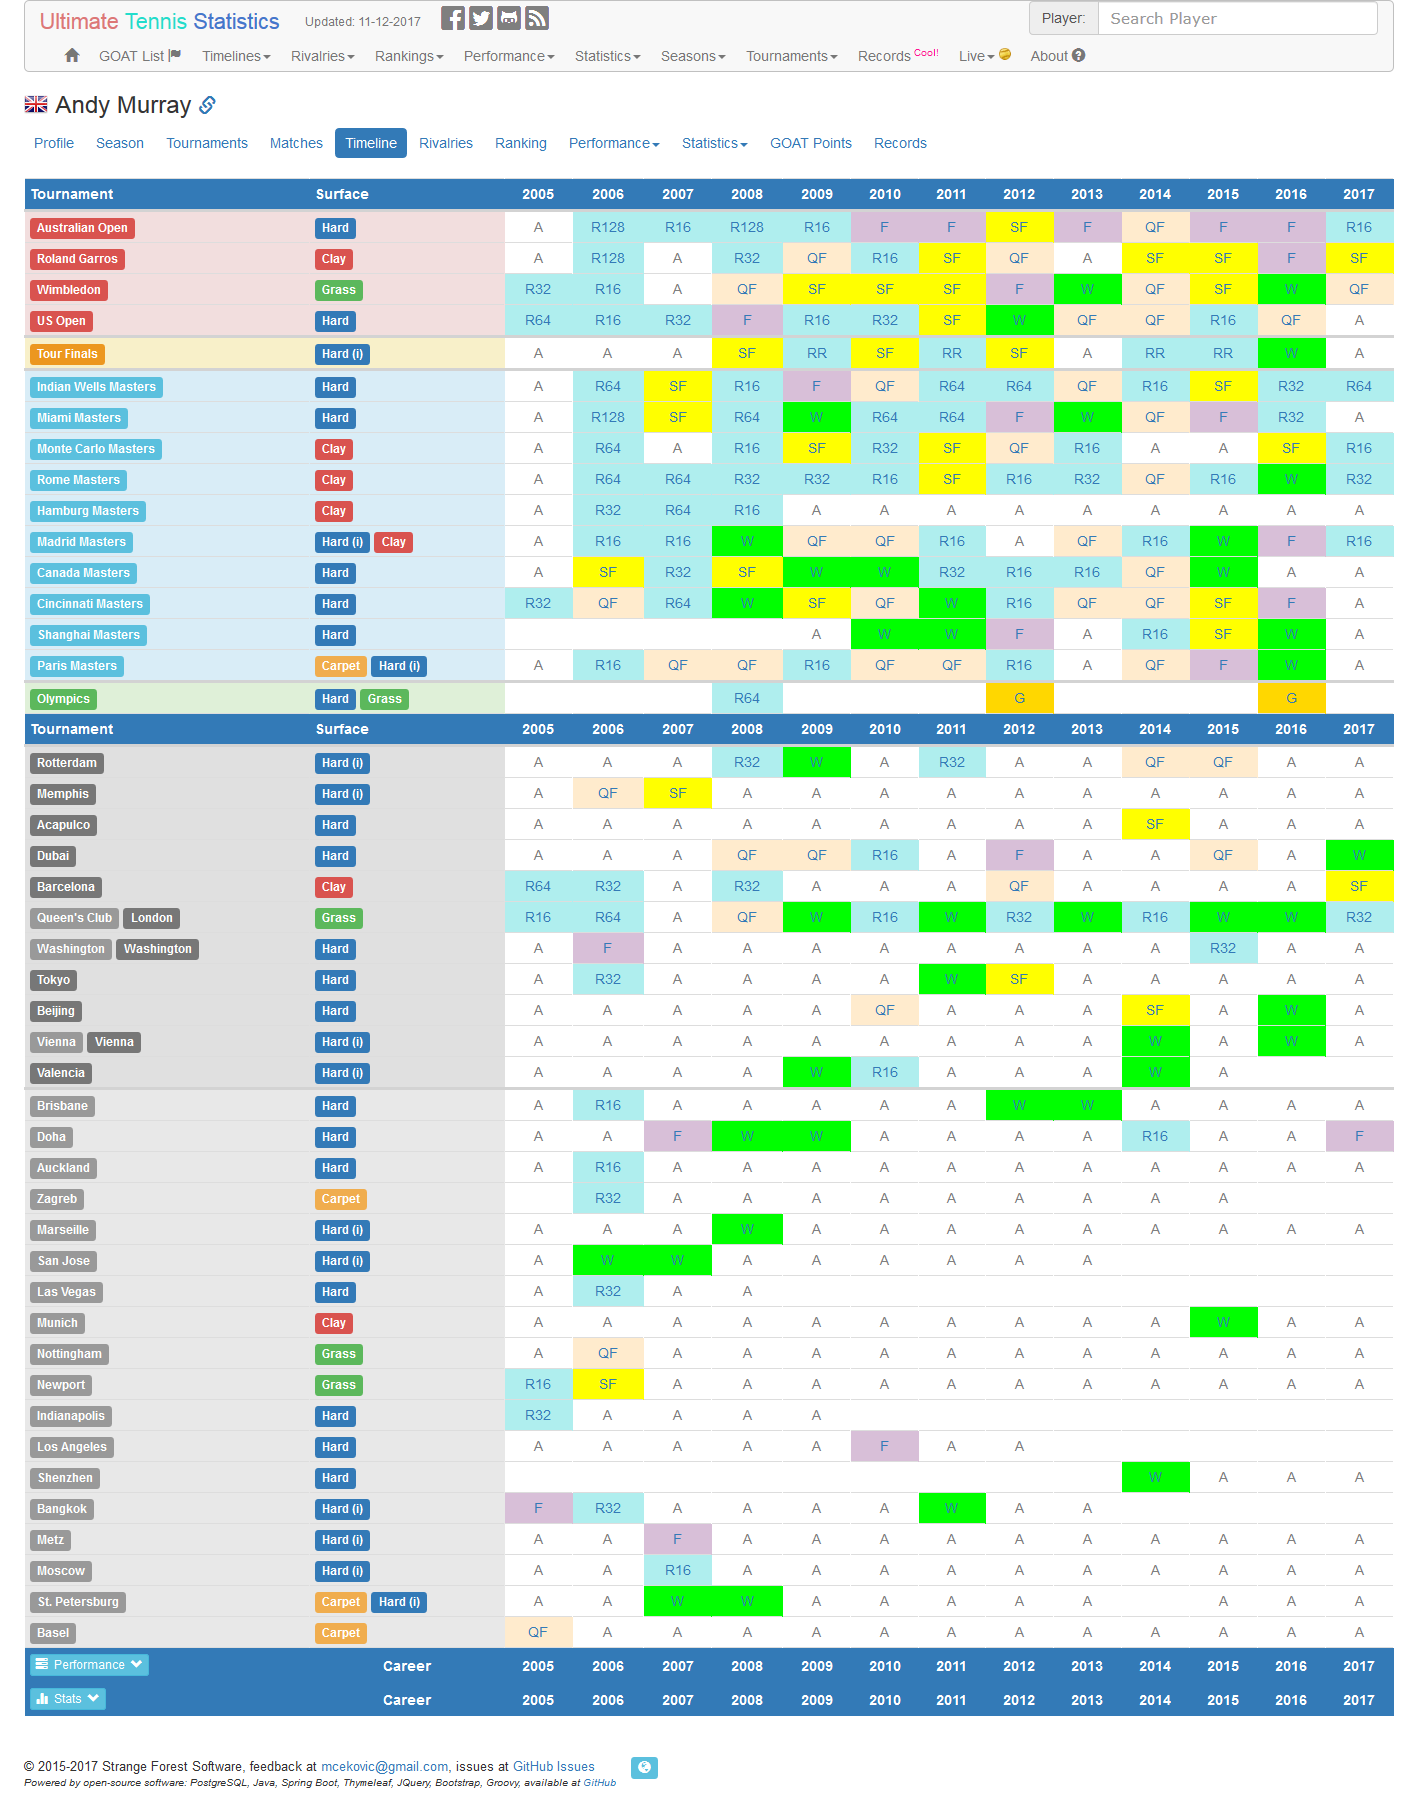 Ultimate Tennis Statistics Updated: 11-12-2017 Player: Search Player
GOAT List Timelines Rivalries Rankings Performance Statistics Seasons Tournaments Records Cool! Live About
Andy Murray
Profile Season Tournaments Matches Timeline Rivalries Ranking Performance Statistics GOAT Points Records
Tournament Surface 2005 2006 2007 2008 2009 2010 2011 2012 2013 2014 2015 2016 2017
Australian Open Hard A R128 R16 R128 R16 F F SF F QF F F R16
Roland Garros Clay A R128 A R32 QF R16 SF QF A SF SF F SF
Wimbledon Grass R32 R16 A QF SF SF SF F W QF SF W QF
US Open Hard R64 R16 R32 F R16 R32 SF W QF QF R16 QF A
Tour Finals Hard (i) A A A SF RR SF RR SF A RR RR W A
Indian Wells Masters Hard A R64 SF R16 F QF R64 R64 QF R16 SF R32 R64
Miami Masters Hard A R128 SF R64 W R64 R64 F W QF F R32 A
Monte Carlo Masters Clay A R64 A R16 SF R32 SF QF R16 A A SF R16
Rome Masters Clay A R64 R64 R32 R32 R16 SF R16 R32 QF R16 W R32
Hamburg Masters Clay A R32 R64 R16 A A A A A A A A A
Madrid Masters Hard (i) Clay A R16 R16 W QF QF R16 A QF R16 W F R16
Canada Masters Hard A SF R32 SF W W R32 R16 R16 QF W A A
Cincinnati Masters Hard R32 QF R64 W SF QF W R16 QF QF SF F A
Shanghai Masters Hard A W W F A R16 SF W A
Paris Masters Carpet Hard (i) A R16 QF QF R16 QF QF R16 A QF F W A
Olympics Hard Grass R64 G G
Tournament Surface 2005 2006 2007 2008 2009 2010 2011 2012 2013 2014 2015 2016 2017
Rotterdam Hard (i) A A A R32 W A R32 A A QF QF A A
Memphis Hard (i) A QF SF A A A A A A A A A A
Acapulco Hard A A A A A A A A A SF A A A
Dubai Hard A A A QF QF R16 A F A A QF A W
Barcelona Clay R64 R32 A R32 A A A QF A A A A SF
Queen's Club London Grass R16 R64 A QF W R16 W R32 W R16 W W R32
Washington Washington Hard A F A A A A A A A A R32 A A
Tokyo Hard A R32 A A A A W SF A A A A A
Beijing Hard A A A A A QF A A A SF A W A
Vienna Vienna Hard (i) A A A A A A A A A W A W A
Valencia Hard (i) A A A A W R16 A A A W A
Brisbane Hard A R16 A A A A A W W A A A A
Doha Hard A A F W W A A A A R16 A A F
Auckland Hard A R16 A A A A A A A A A A A
Zagreb Carpet R32 A A A A A A A A A
Marseille Hard (i) A A A W A A A A A A A A A
San Jose Hard (i) A W W A A A A A A
Las Vegas Hard A R32 A A
Munich Clay A A A A A A A A A A W A A
Nottingham Grass A QF A A A A A A A A A A A
Newport Grass R16 SF A A A A A A A A A A A
Indianapolis Hard R32 A A A A
Los Angeles Hard A A A A A F A A
Shenzhen Hard W A A A
Bangkok Hard (i) F R32 A A A A W A A
Metz Hard (i) A A F A A A A A A A A A A
Moscow Hard (i) A A R16 A A A A A A A A A A
St. Petersburg Carpet Hard (i) A A W W A A A A A A A A
Basel Carpet QF A A A A A A A A A A A A
Performance Career 2005 2006 2007 2008 2009 2010 2011 2012 2013 2014 2015 2016 2017
Stats Career 2005 2006 2007 2008 2009 2010 2011 2012 2013 2014 2015 2016 2017
© 2015-2017 Strange Forest Software, feedback at mcekovic@gmail.com, issues at GitHub Issues
Powered by open-source software: PostgreSQL, Java, Spring Boot, Thymeleaf, JQuery, Bootstrap, Groovy, available at GitHub